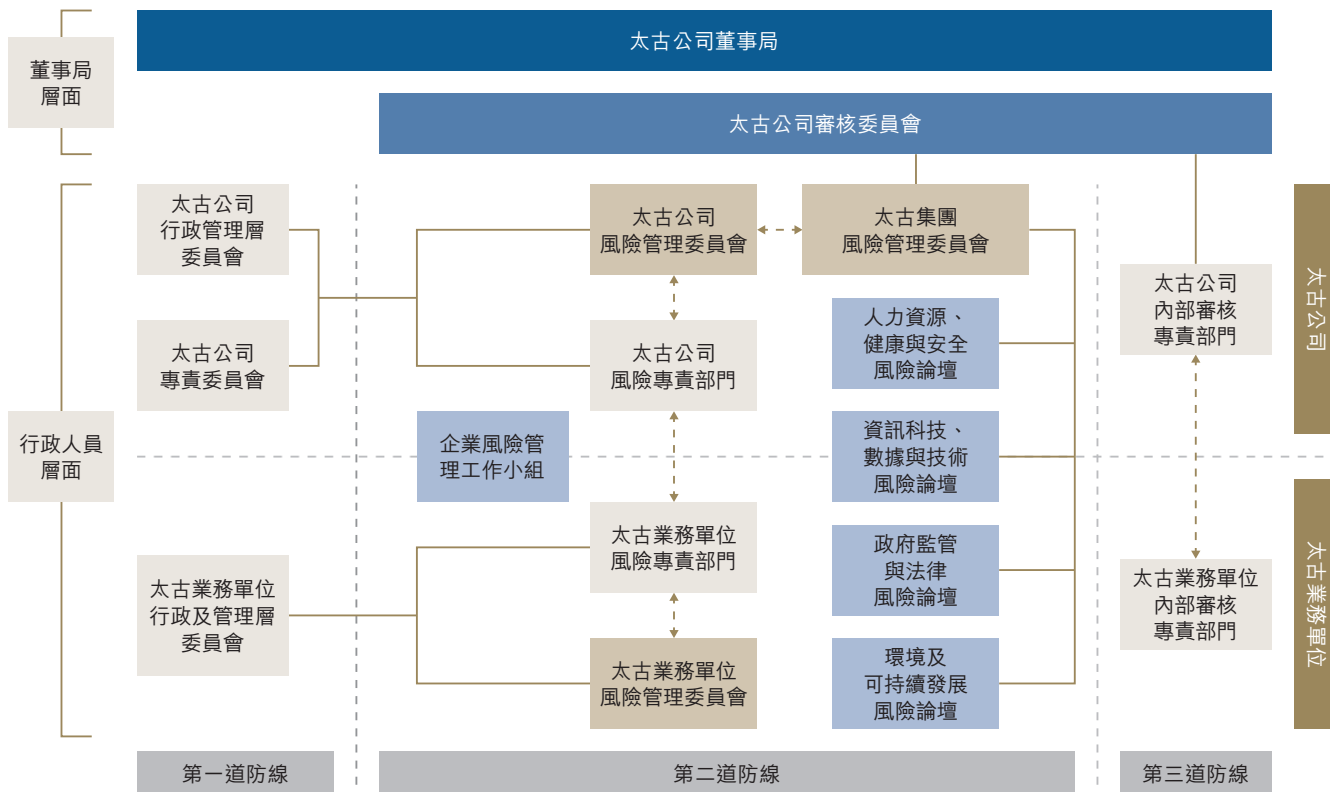 太古公司董事局
董事局
層面
太古公司審核委員會
太古公司
行政管理層
委員會
太古公司
風險管理委員會
太古集團
風險管理委員會
太古公司
內部審核
專責部門
太古公司
人力資源、
健康與安全
風險論壇
太古公司
專責委員會
太古公司
風險專責部門
行政人員
層面
企業風險管
理工作小組
資訊科技、
數據與技術
風險論壇
太古業務單位
風險專責部門
政府監管
與法律
風險論壇
太古業務單位
行政及管理層
委員會
太古業務單位
內部審核
專責部門
太古業務單位
太古業務單位
風險管理委員會
環境及
可持續發展
風險論壇
第一道防線
第二道防線
第三道防線